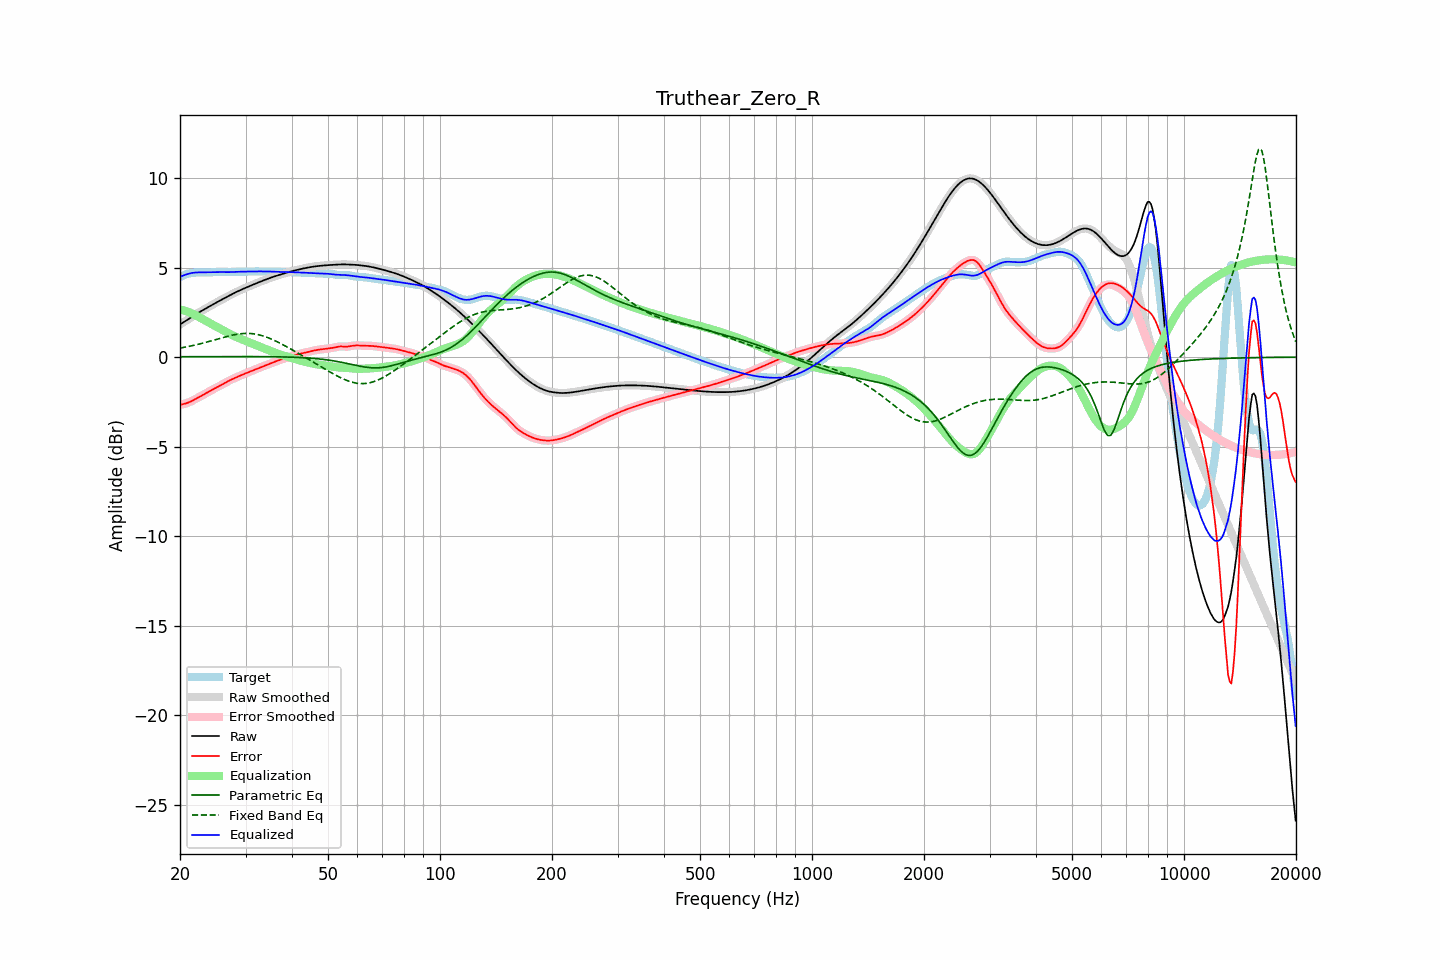 Truthear_Zero_R
10
5
0
−5
−10
−15
−20
−25
Amplitude (dBr)
Target
Raw Smoothed
Error Smoothed
Raw
Error
Equalization
Parametric Eq
Fixed Band Eq
Equalized
20 50 100 200 500 1000 2000 5000 10000 20000
Frequency (Hz)